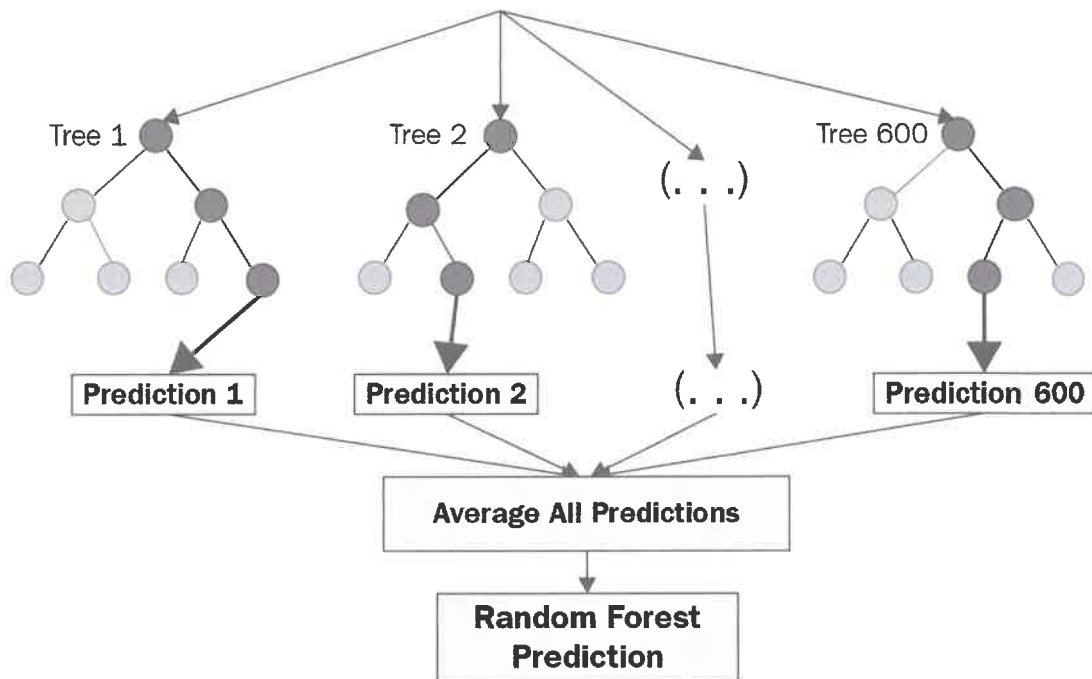 Tree 1
Tree 2
(. . .)
Tree 600
Prediction 1
Prediction 2
(. . .)
Prediction 600
Average All Predictions
Random Forest
Prediction